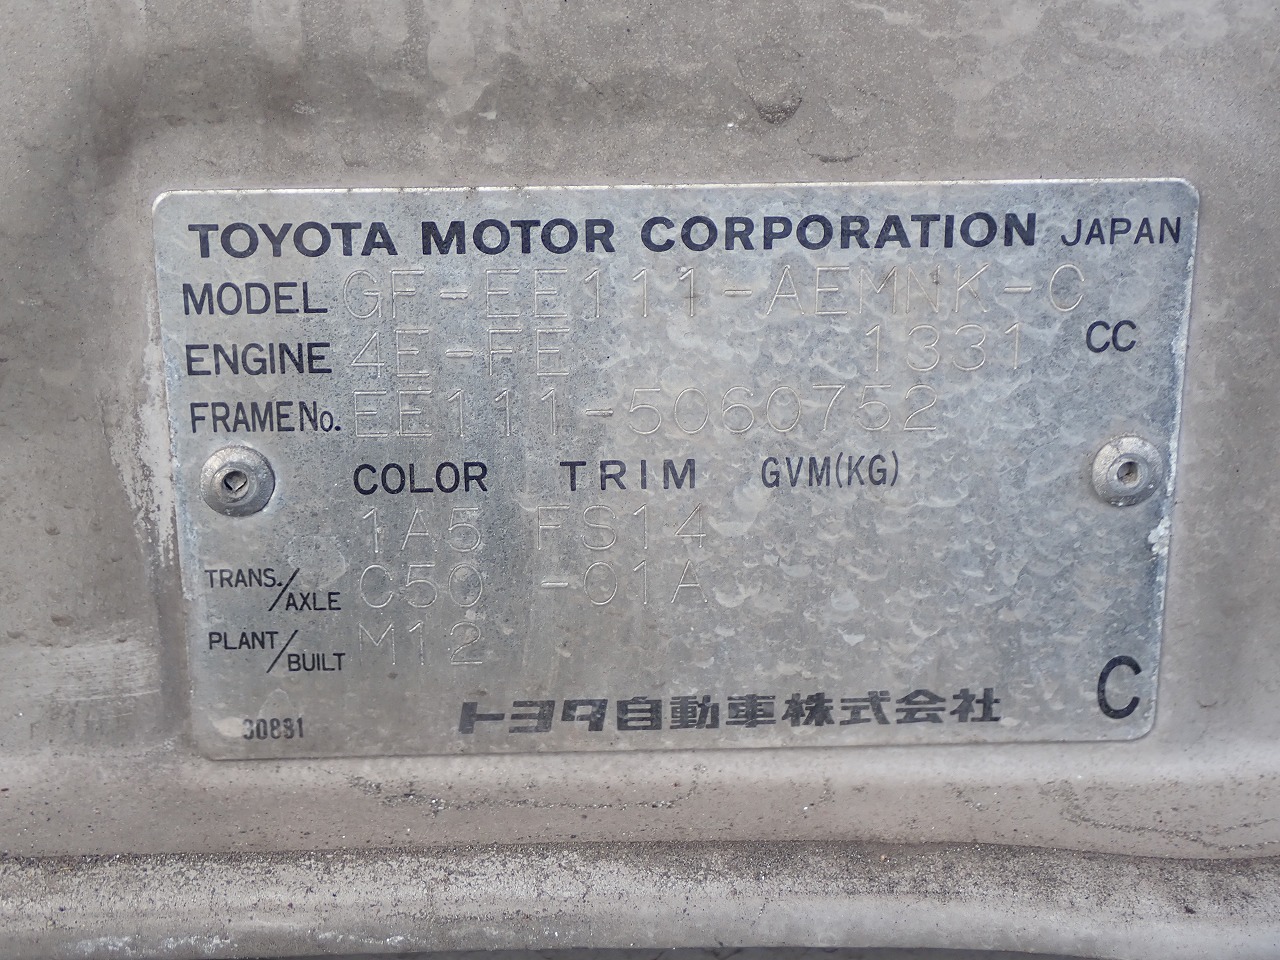 TOYOTA MOTOR CORPORATION JAPAN
MODEL GF-EE111-AEMNK-C
ENGINE 4E-FE 1331 CC
FRAME No. EE111-5060752
COLOR TRIM GVM(KG)
1A5 FS14
TRANS./AXLE C50 -01A
PLANT/BUILT M12
30831 トヨタ自動車株式会社 C